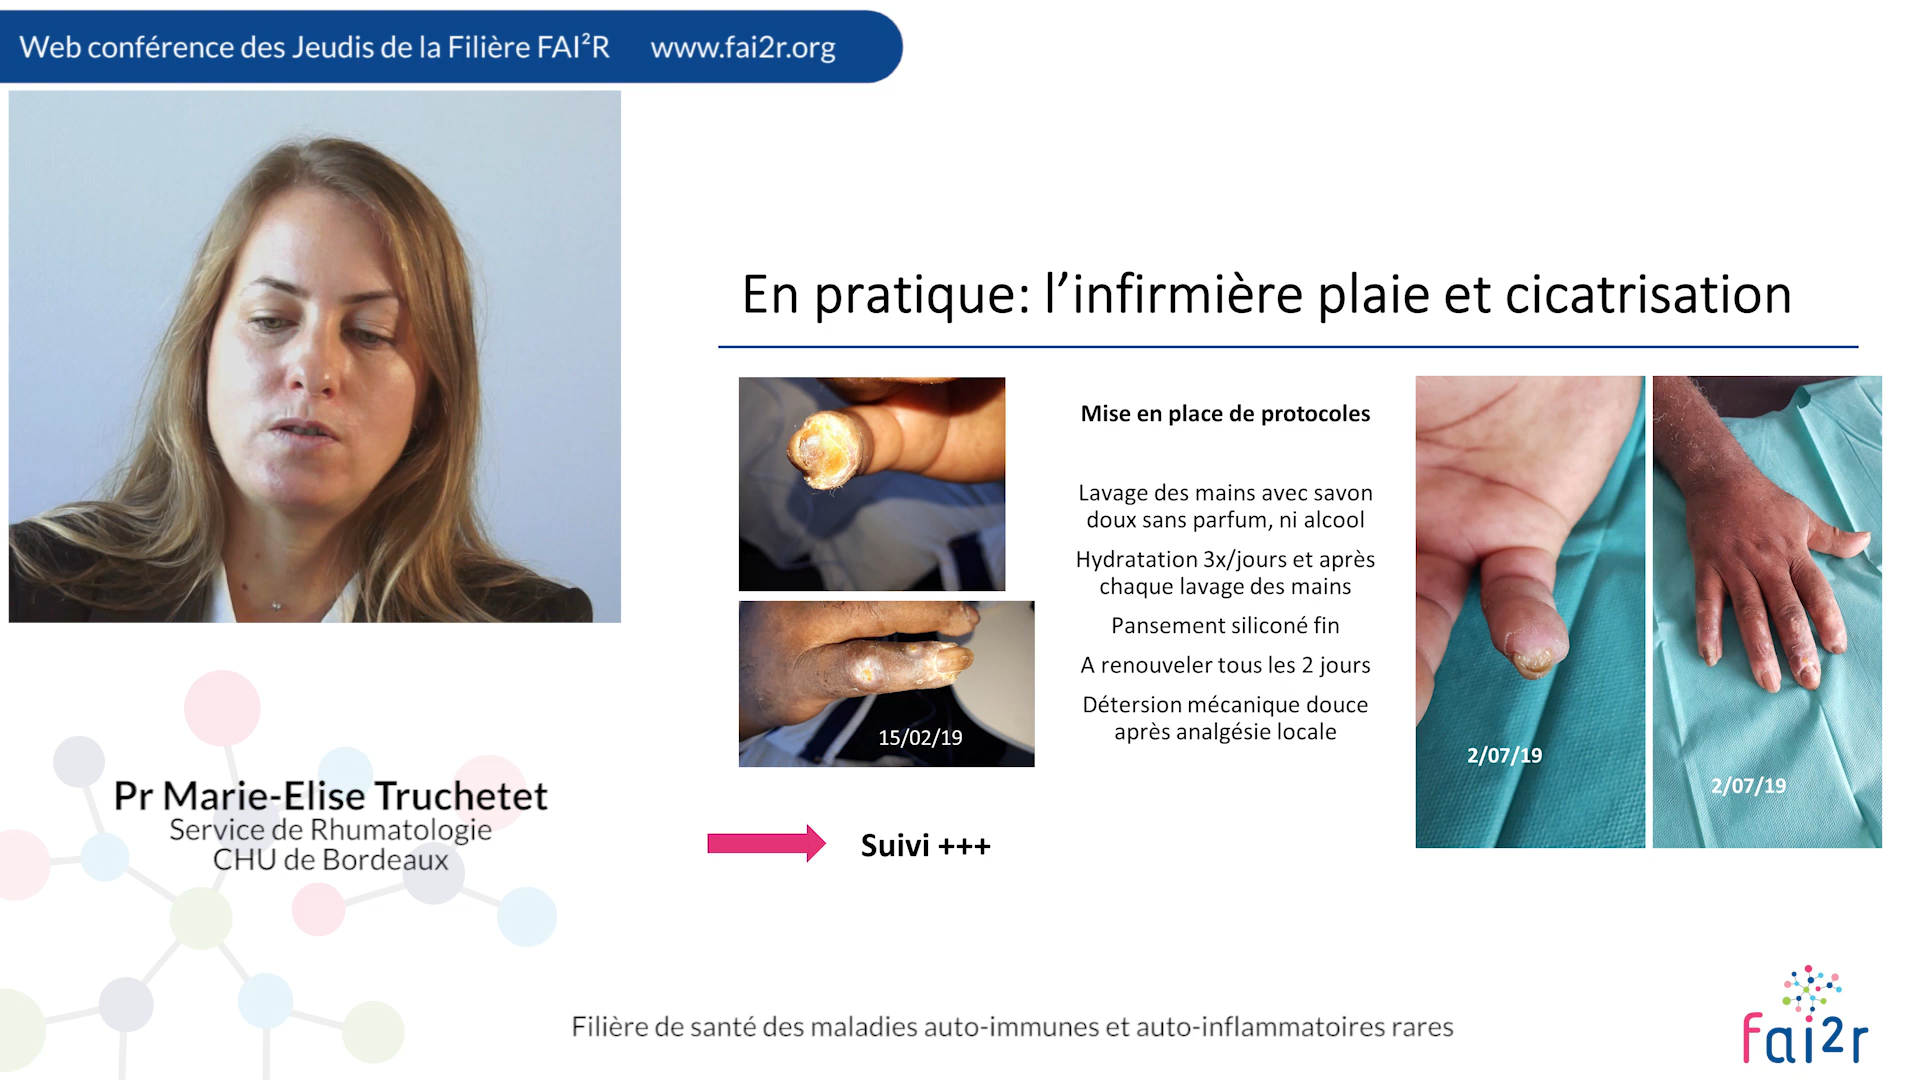 Web conférence des Jeudis de la Filière FAI²R www.fai2r.org
En pratique: l’infirmière plaie et cicatrisation
15/02/19
Mise en place de protocoles
Lavage des mains avec savon
doux sans parfum, ni alcool
Hydratation 3x/jours et après
chaque lavage des mains
Pansement siliconé fin
A renouveler tous les 2 jours
Détersion mécanique douce
après analgésie locale
2/07/19
2/07/19
Suivi +++
Pr Marie-Elise Truchetet
Service de Rhumatologie
CHU de Bordeaux
Filière de santé des maladies auto-immunes et auto-inflammatoires rares
fai2r